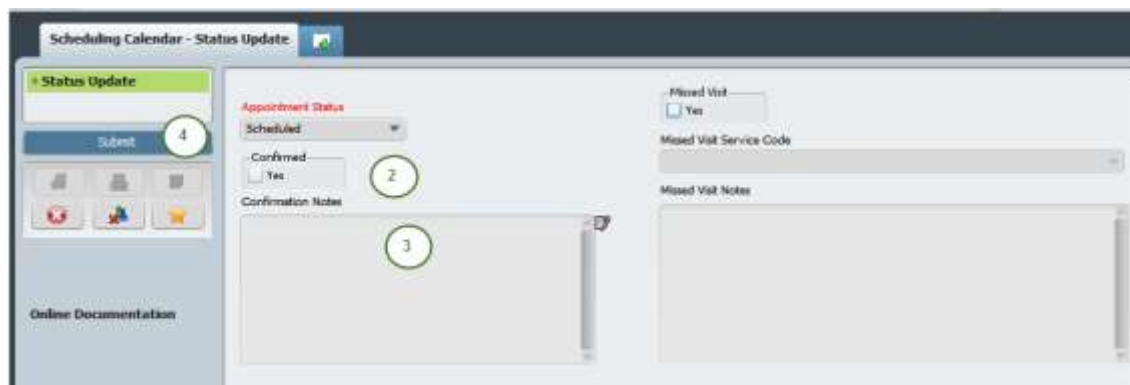 Scheduling Calendar - Status Update
Status Update
Submit
4
Online Documentation
Appointment Status
Scheduled
Confirmed
Yes
2
Confirmation Notes
3
Missed Visit
Yes
Missed Visit Service Code
Missed Visit Notes